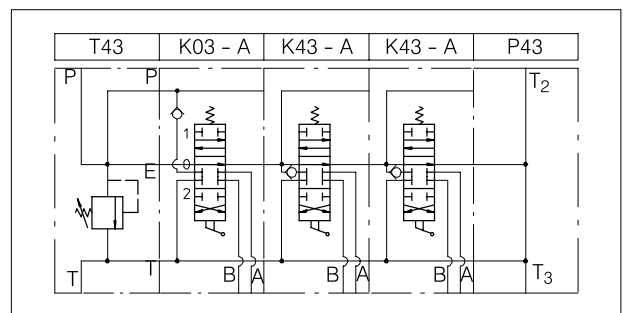 T43 K03 - A K43 - A K43 - A P43
P P T₂
1
0
E
2
T T B A B A B A T₃